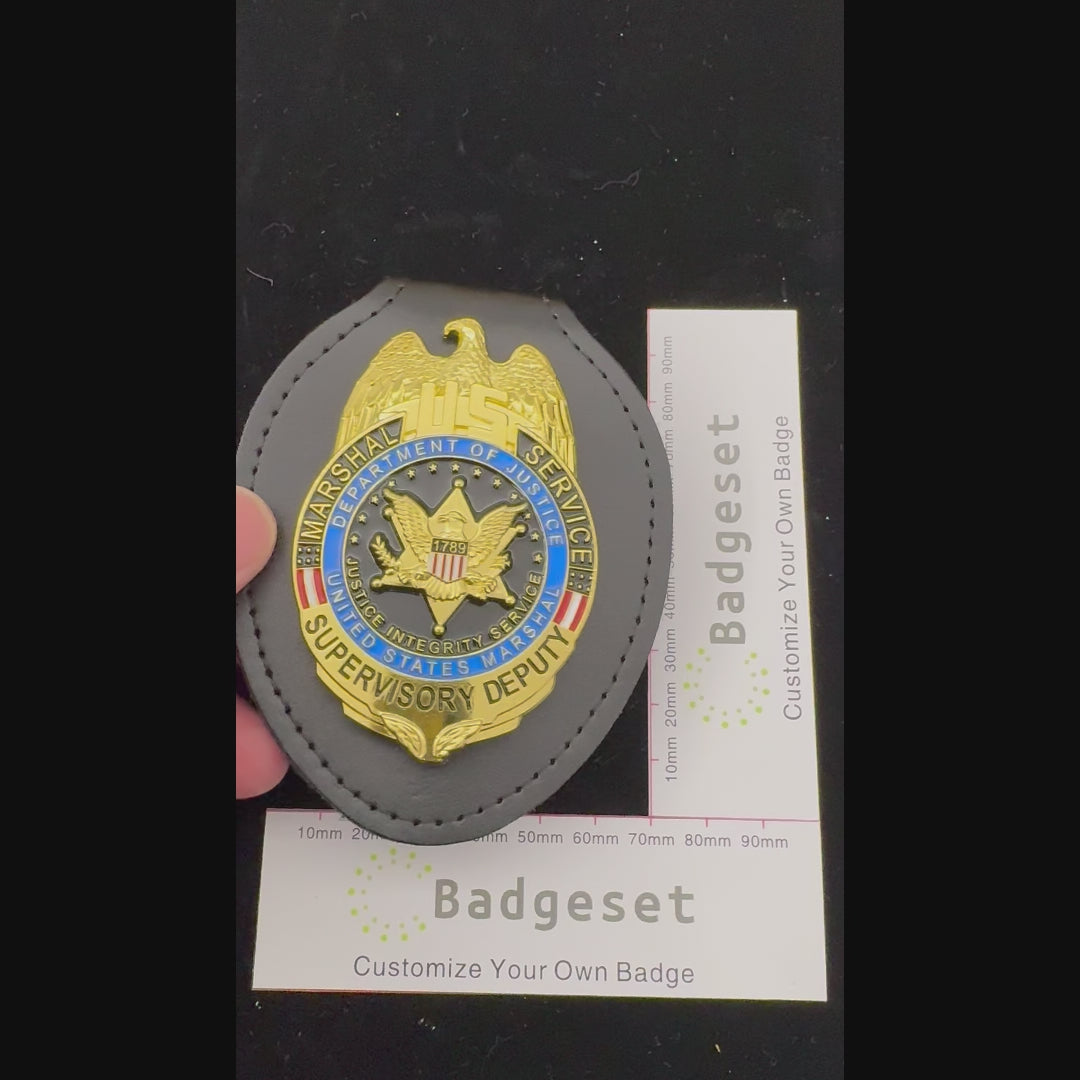 US
MARSHAL SERVICE
DEPARTMENT OF JUSTICE
1789
JUSTICE INTEGRITY SERVICE
UNITED STATES MARSHAL
SUPERVISORY DEPUTY
90mm
80mm
40mm
30mm
20mm
10mm
Badgeset
Customize Your Own Badge
10mm 50mm 60mm 70mm 80mm 90mm
Badgeset
Customize Your Own Badge